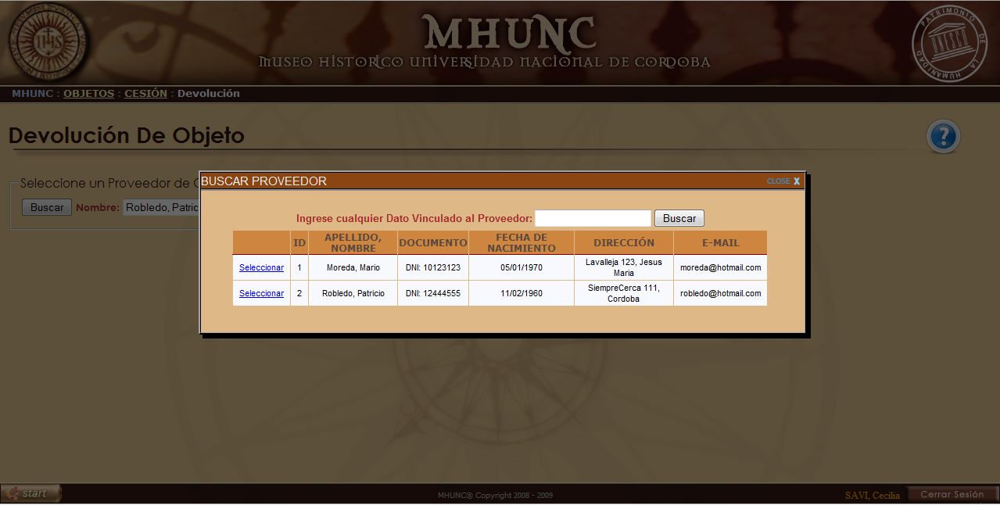 MHUNC
MUSEO HISTORICO UNIVERSIDAD NACIONAL DE CORDOBA
PATRIMONIO DE LA HUMANIDAD
UNESCO
IHS
MHUNC : OBJETOS : CESIÓN : Devolución
Devolución De Objeto
?
Seleccione un Proveedor de
Buscar Nombre: Robledo, Patric
BUSCAR PROVEEDOR CLOSE X
Ingrese cualquier Dato Vinculado al Proveedor: Buscar
ID APELLIDO, NOMBRE DOCUMENTO FECHA DE NACIMIENTO DIRECCIÓN E-MAIL
Seleccionar 1 Moreda, Mario DNI: 10123123 05/01/1970 Lavalleja 123, Jesus Maria moreda@hotmail.com
Seleccionar 2 Robledo, Patricio DNI: 12444555 11/02/1960 SiempreCerca 111, Cordoba robledo@hotmail.com
start
MHUNC® Copyright 2008 - 2009
SAVI, Cecilia
Cerrar Sesión